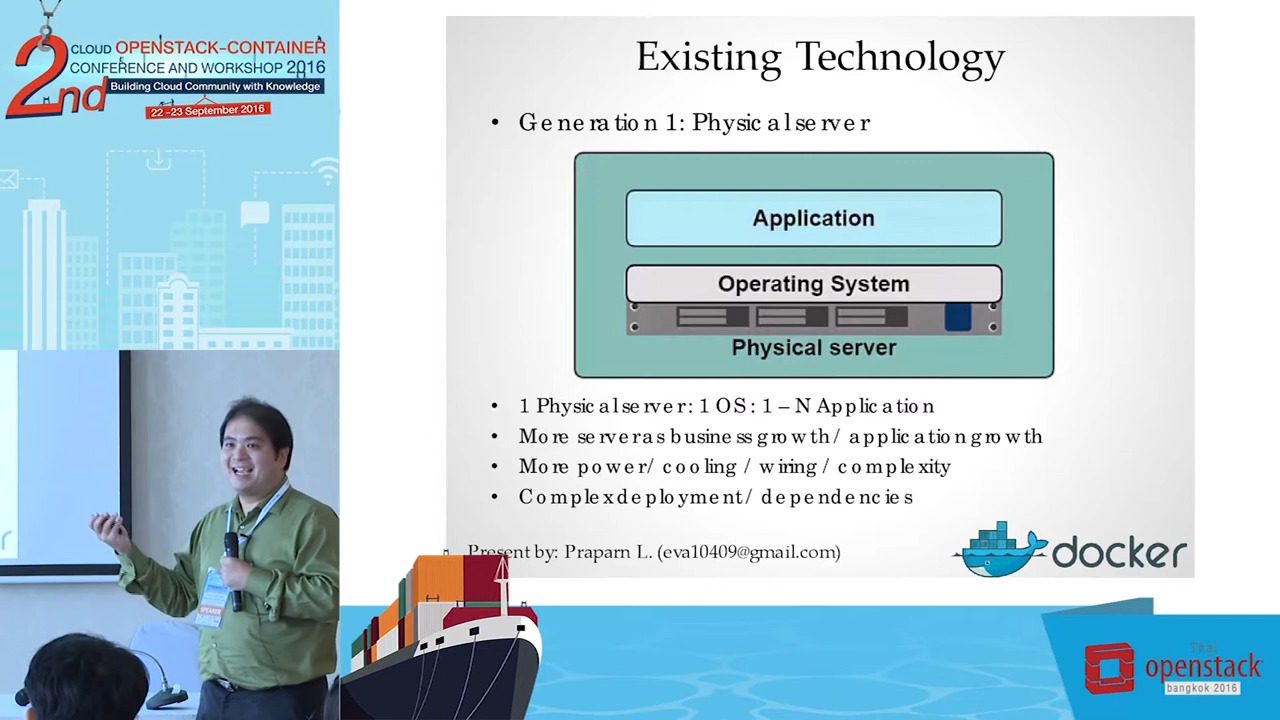 2nd
CLOUD OPENSTACK-CONTAINER
CONFERENCE AND WORKSHOP 2016
Building Cloud Community with Knowledge
22 -23 September 2016
Existing Technology
• Generation 1: Physical server
Application
Operating System
Physical server
• 1 Physical server : 1 OS : 1 – N Application
• More server as business growth / application growth
• More power / cooling / wiring / complexity
• Complex deployment / dependencies
Present by: Praparn L. (eva10409@gmail.com)
docker
SPEAKER
Thai
openstack
bangkok 2016